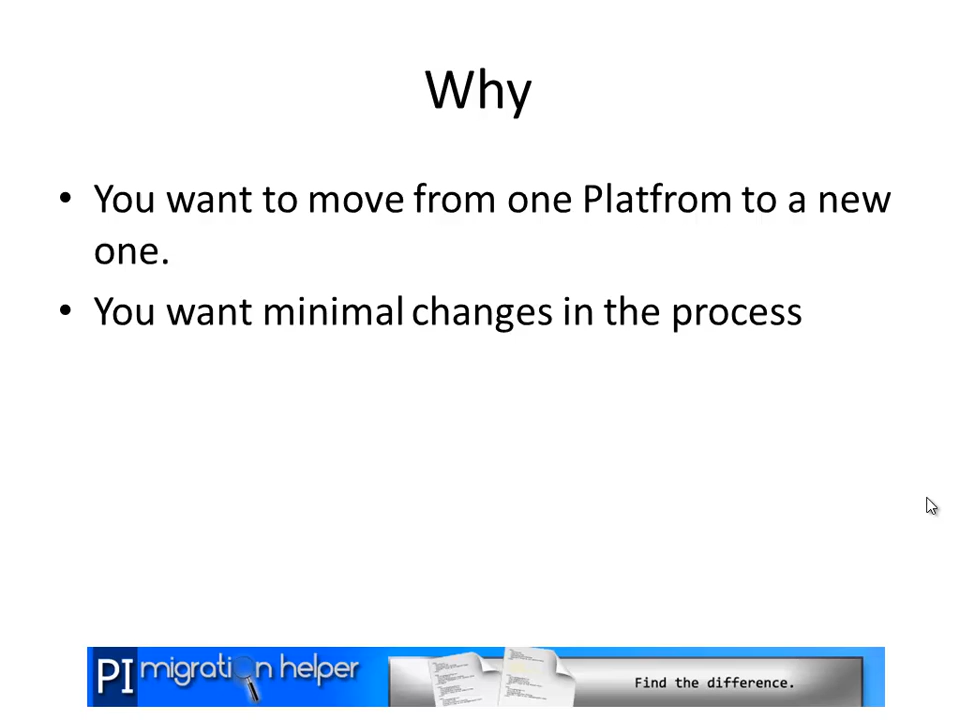 Why
• You want to move from one Platfrom to a new
one.
• You want minimal changes in the process
PI migration helper
Find the difference.